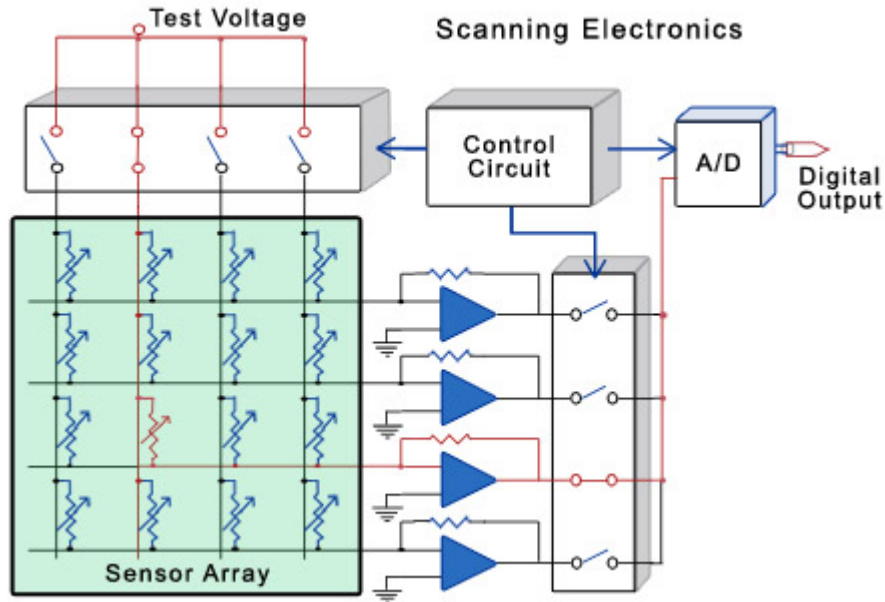 Test Voltage
Scanning Electronics
Control
Circuit
A/D
Digital
Output
Sensor Array